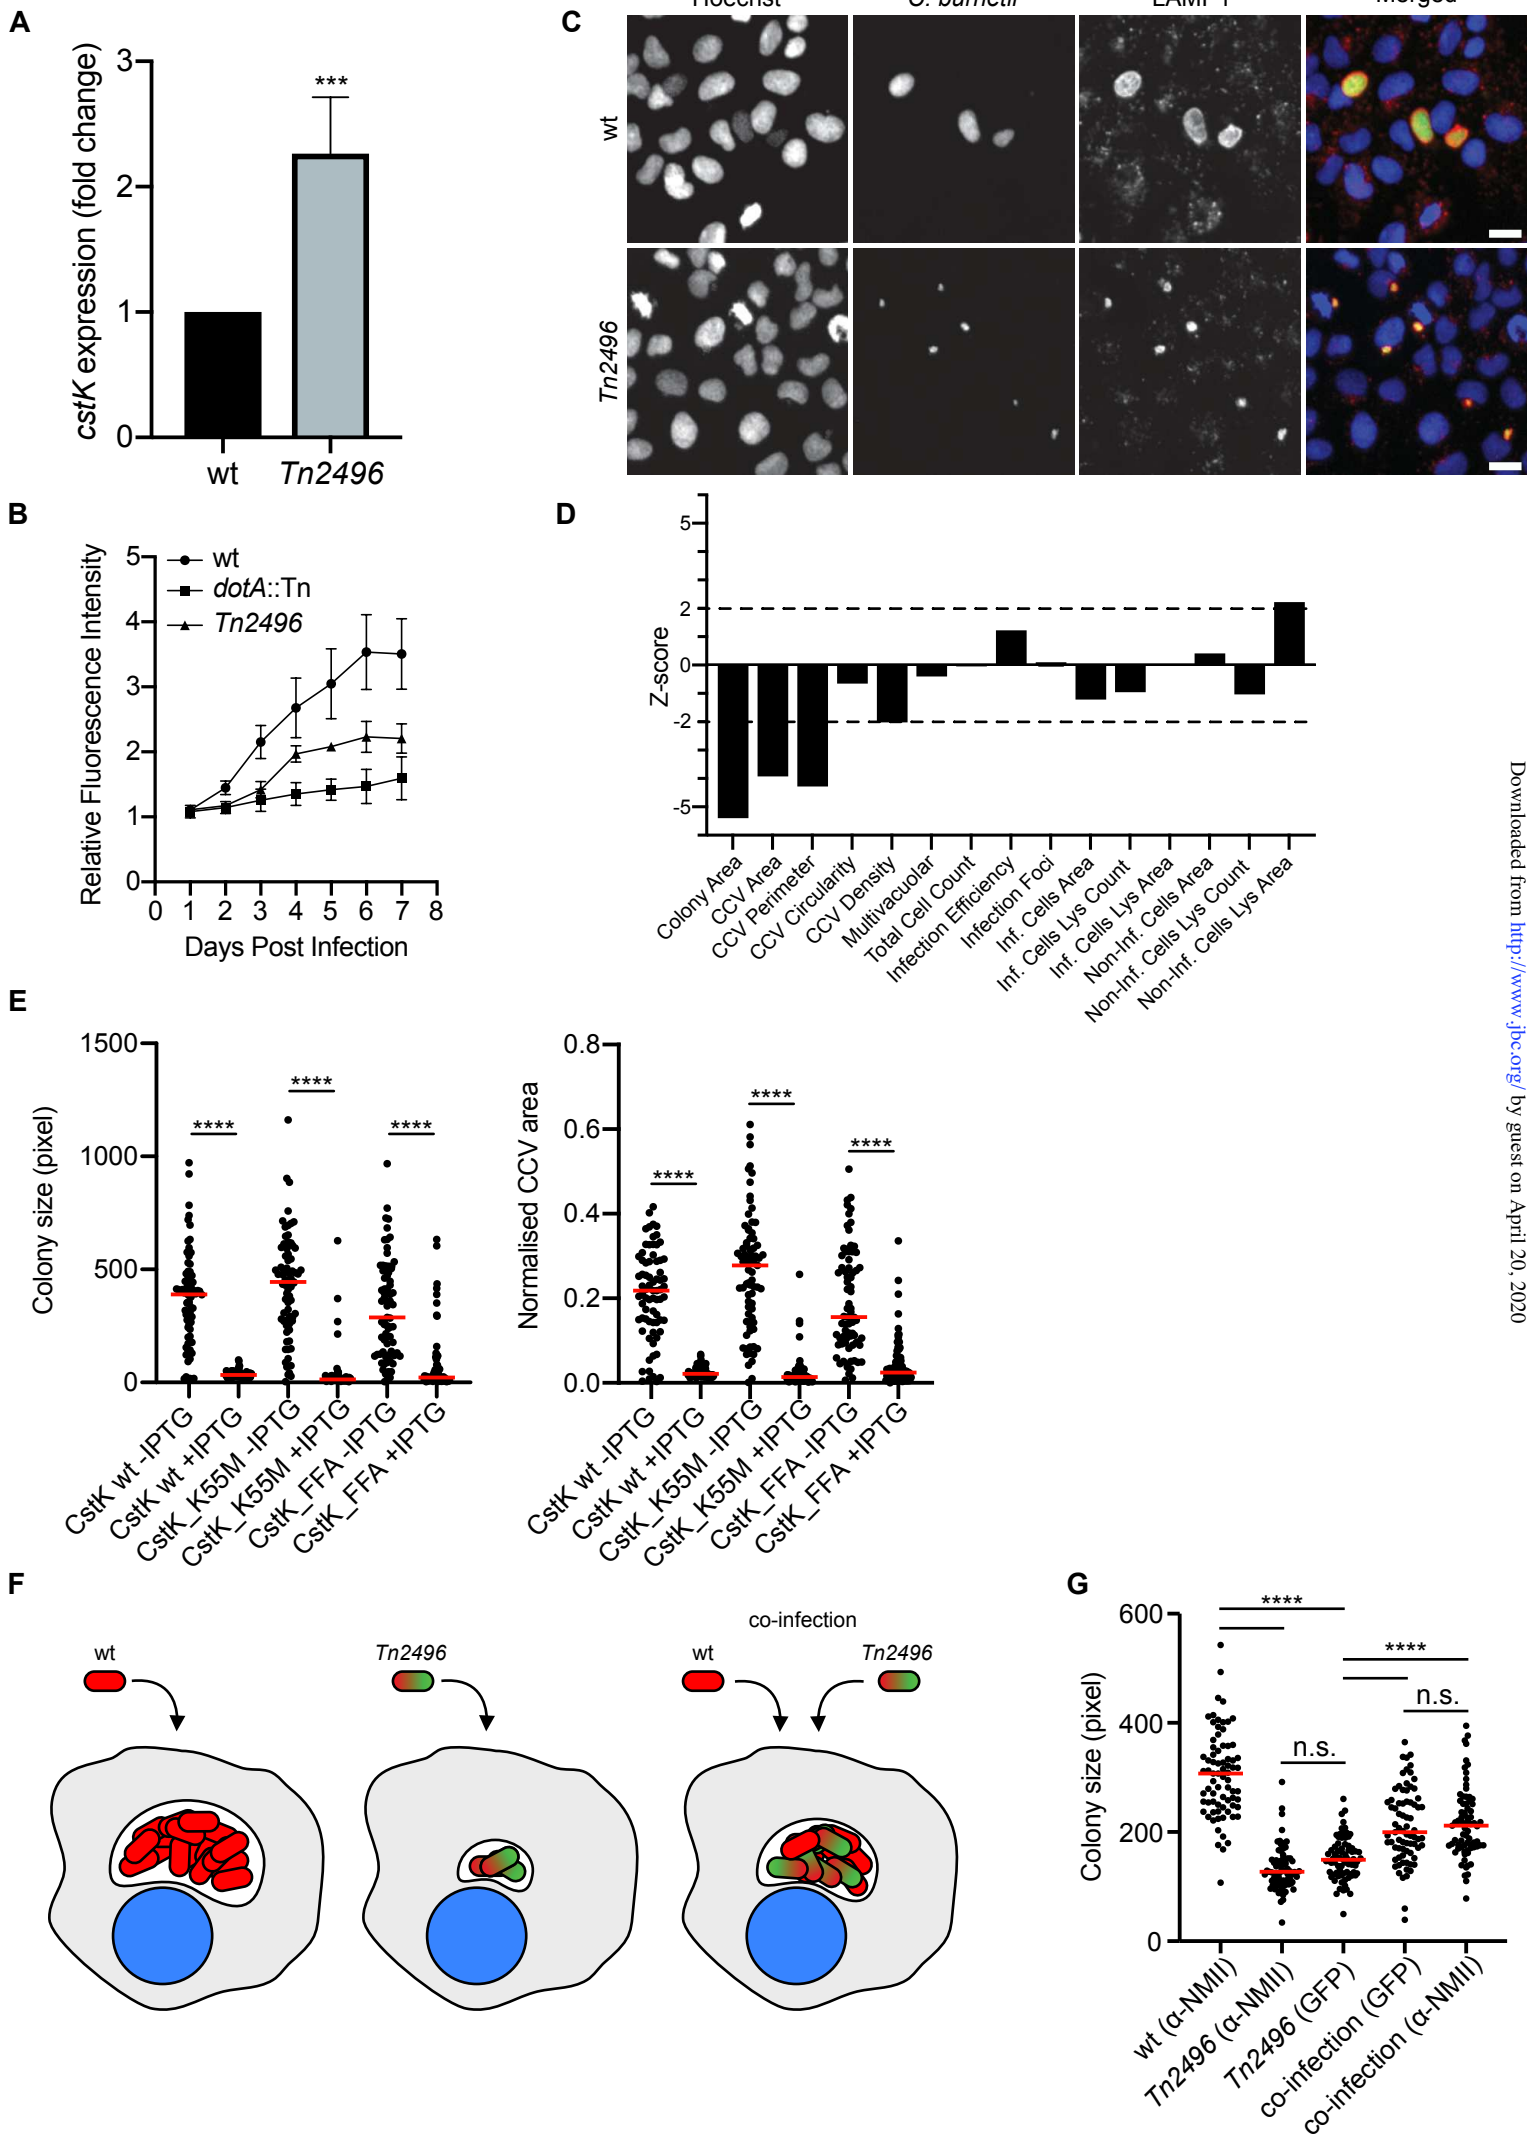 A
3
2
1
0
cstK expression (fold change)
***
wt
Tn2496
C
Hoechst
C. burnetii
LAMP1
Merged
wt
Tn2496
B
5
4
3
2
1
0
Relative Fluorescence Intensity
wt
dotA::Tn
Tn2496
0 1 2 3 4 5 6 7 8
Days Post Infection
D
5
2
0
-2
-5
Z-score
Colony Area
CCV Area
CCV Perimeter
CCV Circularity
CCV Density
Multivacuolar
Total Cell Count
Infection Efficiency
Infection Foci
Inf. Cells Area
Inf. Cells Lys Count
Inf. Cells Lys Area
Non-Inf. Cells Area
Non-Inf. Cells Lys Count
Non-Inf. Cells Lys Area
E
1500
1000
500
0
Colony size (pixel)
****
****
****
CstK wt -IPTG
CstK wt +IPTG
CstK_K55M -IPTG
CstK_K55M +IPTG
CstK_FFA -IPTG
CstK_FFA +IPTG
0.8
0.6
0.4
0.2
0.0
Normalised CCV area
****
****
****
CstK wt -IPTG
CstK wt +IPTG
CstK_K55M -IPTG
CstK_K55M +IPTG
CstK_FFA -IPTG
CstK_FFA +IPTG
F
wt
Tn2496
co-infection
wt
Tn2496
G
600
400
200
0
Colony size (pixel)
****
****
n.s.
n.s.
wt (α-NMII)
Tn2496 (α-NMII)
Tn2496 (GFP)
co-infection (GFP)
co-infection (α-NMII)
Downloaded from http://www.jbc.org/ by guest on April 20, 2020